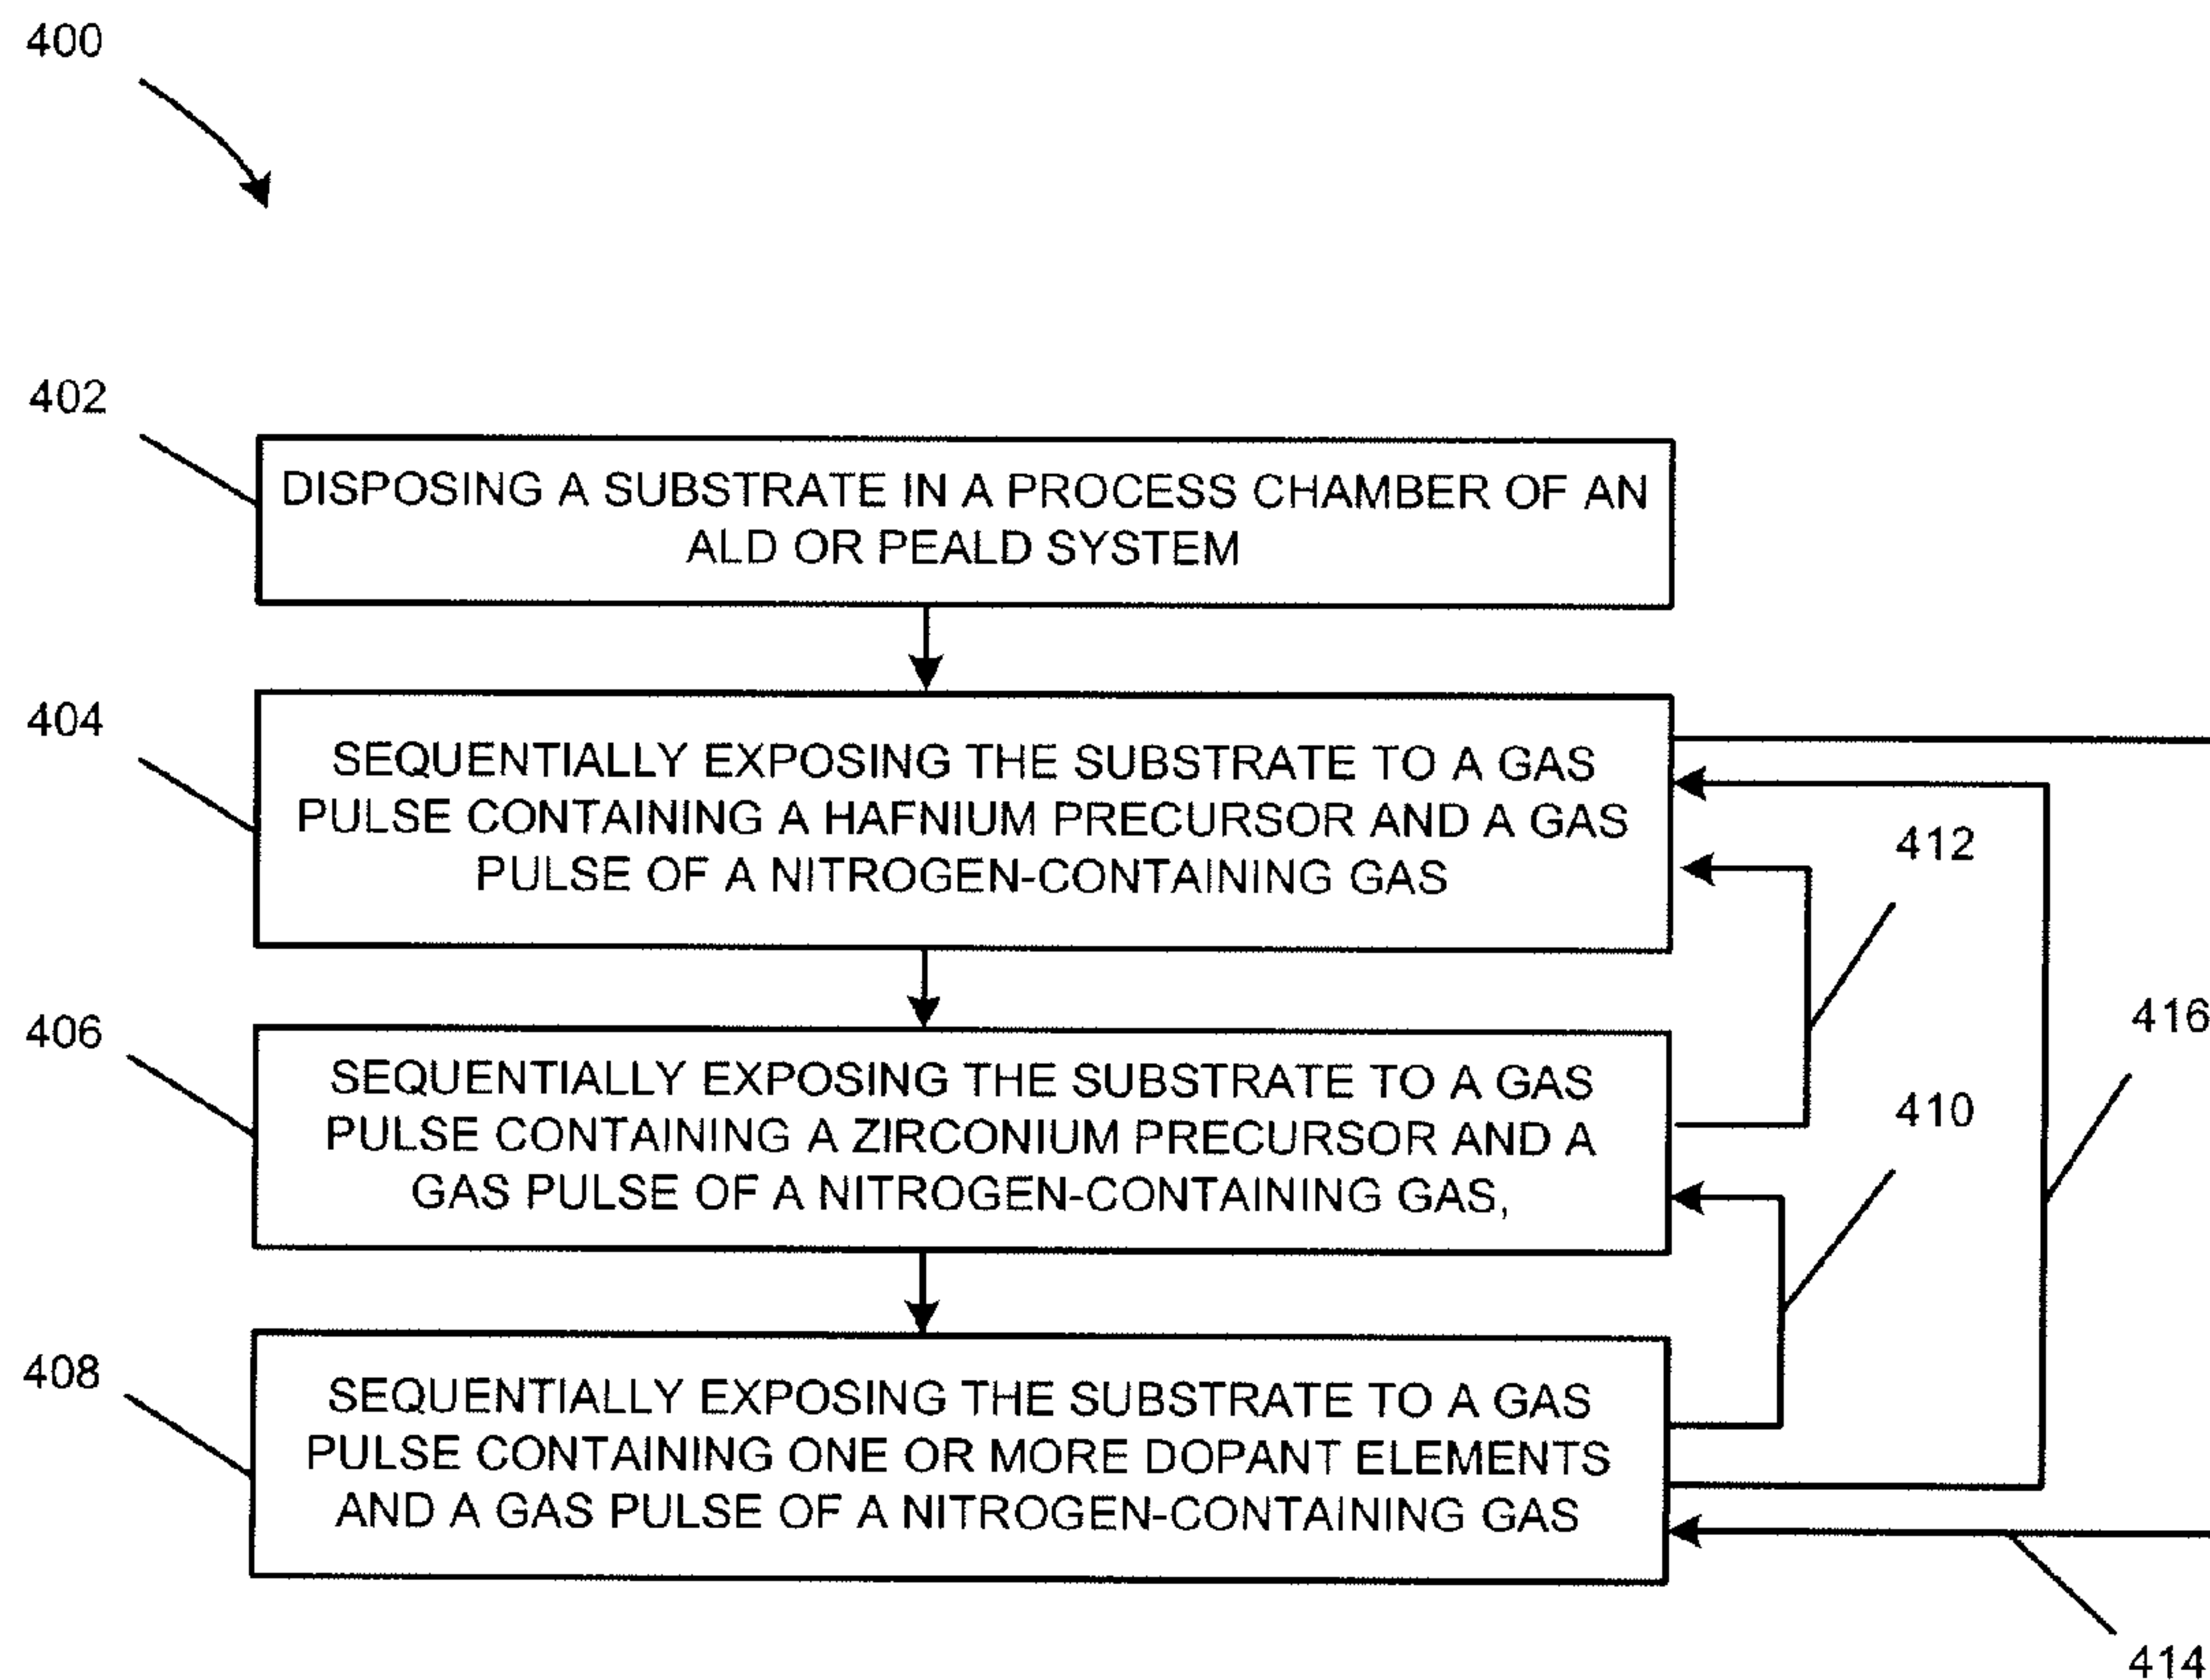 400
402
DISPOSING A SUBSTRATE IN A PROCESS CHAMBER OF AN
ALD OR PEALD SYSTEM
404
SEQUENTIALLY EXPOSING THE SUBSTRATE TO A GAS
PULSE CONTAINING A HAFNIUM PRECURSOR AND A GAS
PULSE OF A NITROGEN-CONTAINING GAS
412
416
406
SEQUENTIALLY EXPOSING THE SUBSTRATE TO A GAS
PULSE CONTAINING A ZIRCONIUM PRECURSOR AND A
GAS PULSE OF A NITROGEN-CONTAINING GAS,
410
408
SEQUENTIALLY EXPOSING THE SUBSTRATE TO A GAS
PULSE CONTAINING ONE OR MORE DOPANT ELEMENTS
AND A GAS PULSE OF A NITROGEN-CONTAINING GAS
414